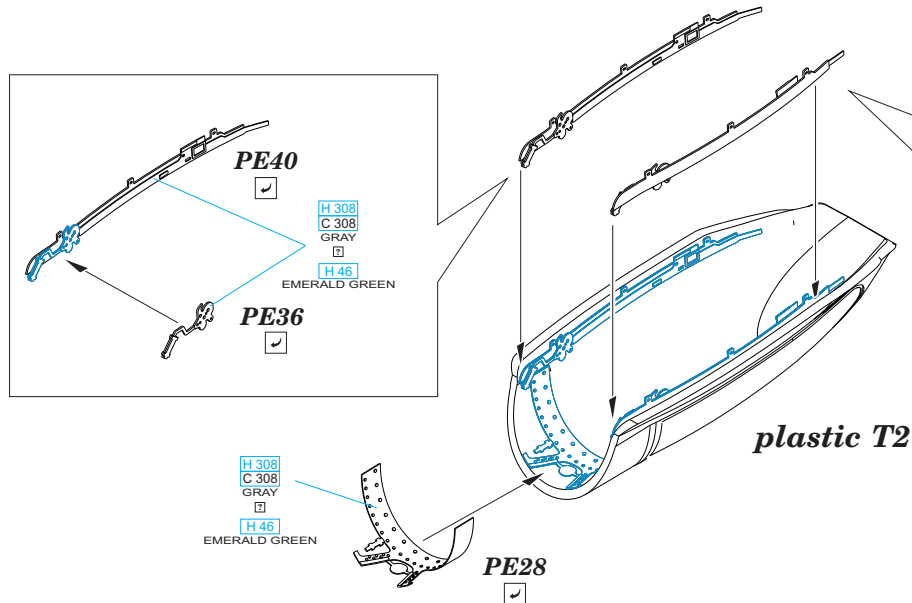 PE40
H 308
C 308
GRAY
?
H 46
EMERALD GREEN
PE36
plastic T2
H 308
C 308
GRAY
?
H 46
EMERALD GREEN
PE28